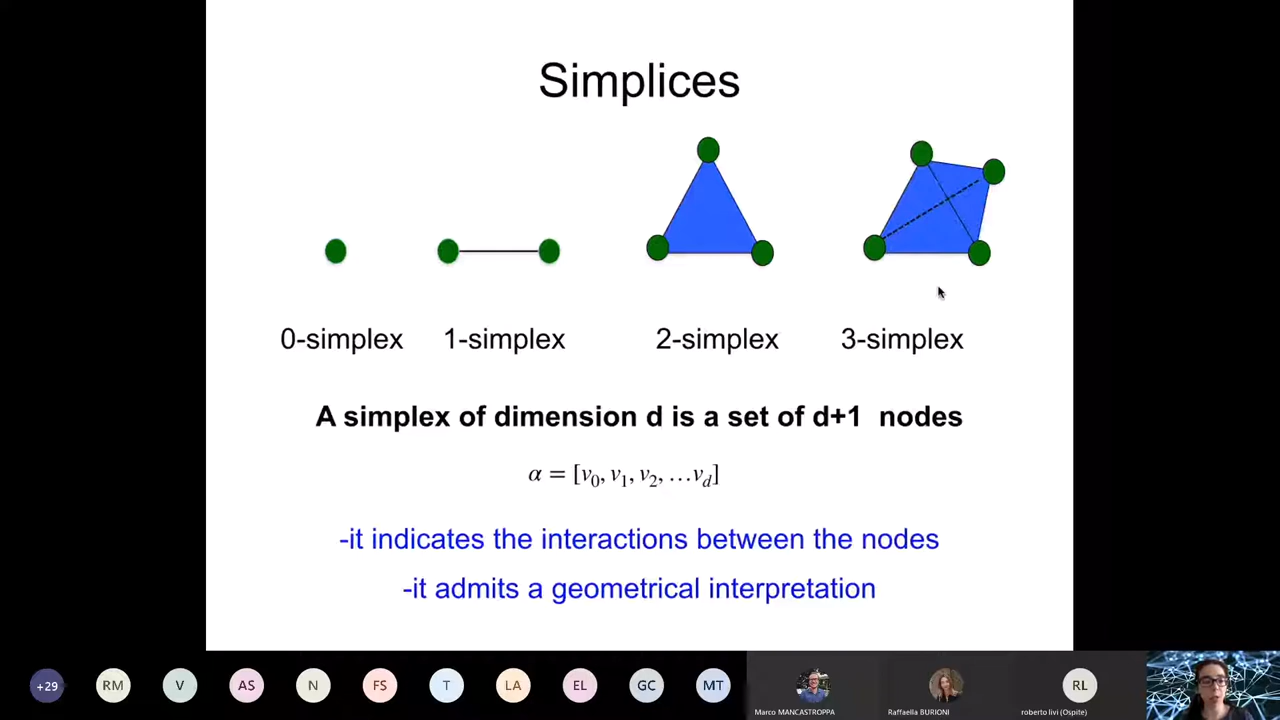 Simplices
0-simplex 1-simplex 2-simplex 3-simplex
A simplex of dimension d is a set of d+1 nodes
α = [v₀, v₁, v₂, …v_d]
-it indicates the interactions between the nodes
-it admits a geometrical interpretation
+29 RM V AS N FS T LA EL GC MT RL
Marco MANCASTROPPA Raffaella BURIONI roberto livi (Ospite)